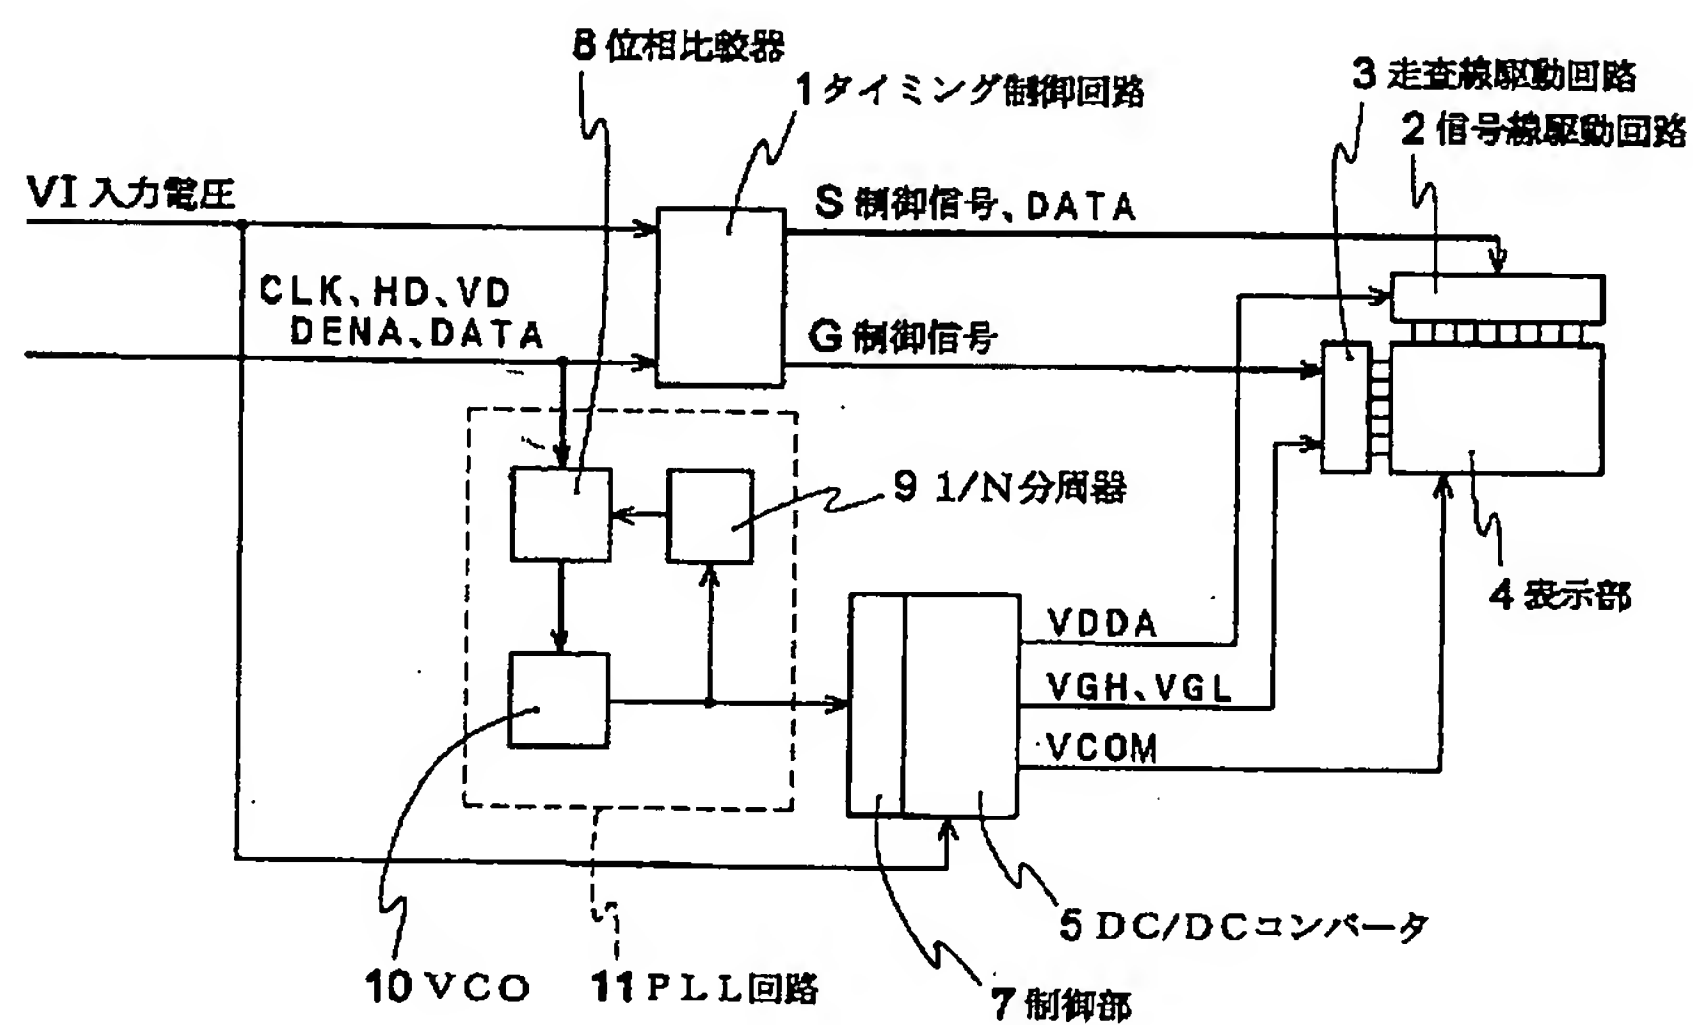 8 位相比較器
1 タイミング制御回路
3 走査線駆動回路
2 信号線駆動回路
VI 入力電圧
S 制御信号、DATA
CLK、HD、VD
DENA、DATA
G 制御信号
9 1/N分周器
4 表示部
VDDA
VGH、VGL
VCOM
5 DC/DCコンバータ
10 VCO
11 PLL回路
7 制御部